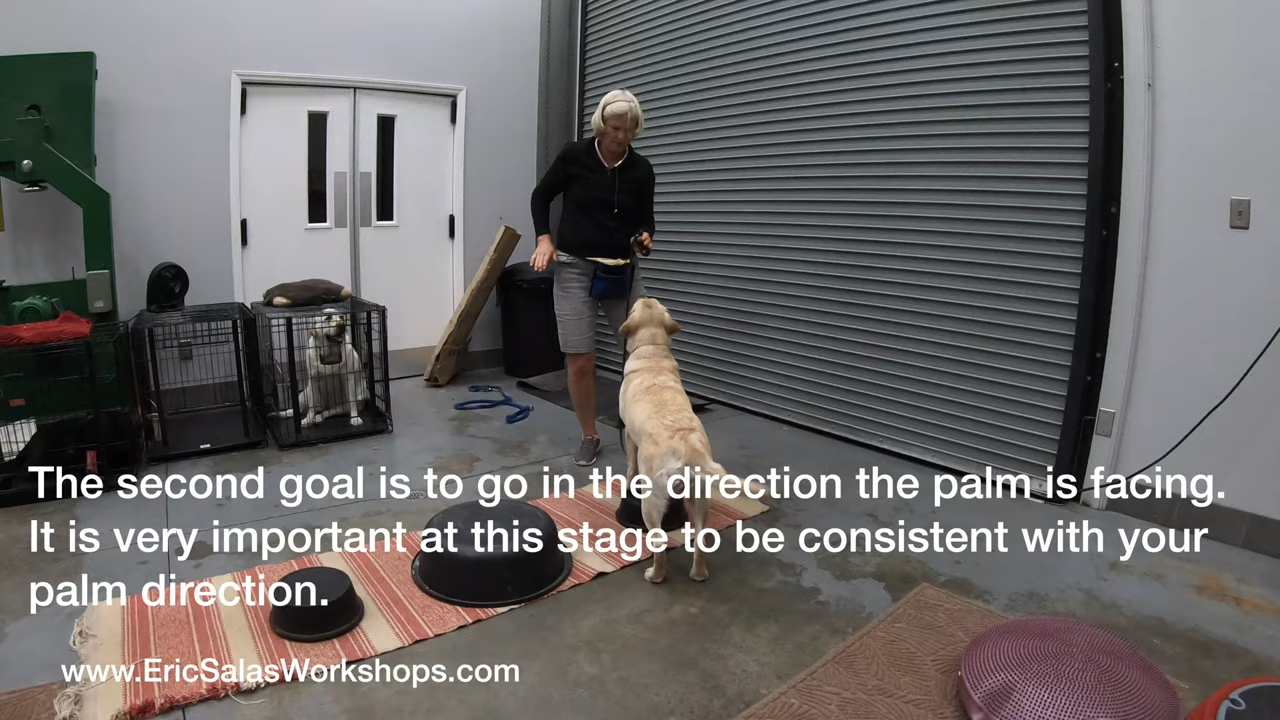 The second goal is to go in the direction the palm is facing.
It is very important at this stage to be consistent with your
palm direction.
www.EricSalasWorkshops.com